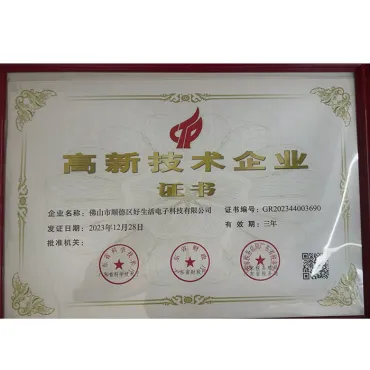 高新技术企业
证书
企业名称：佛山市顺德区好生活电子科技有限公司
证书编号：GR202344003690
发证日期：2023年12月28日
有效期：三年
批准机关：